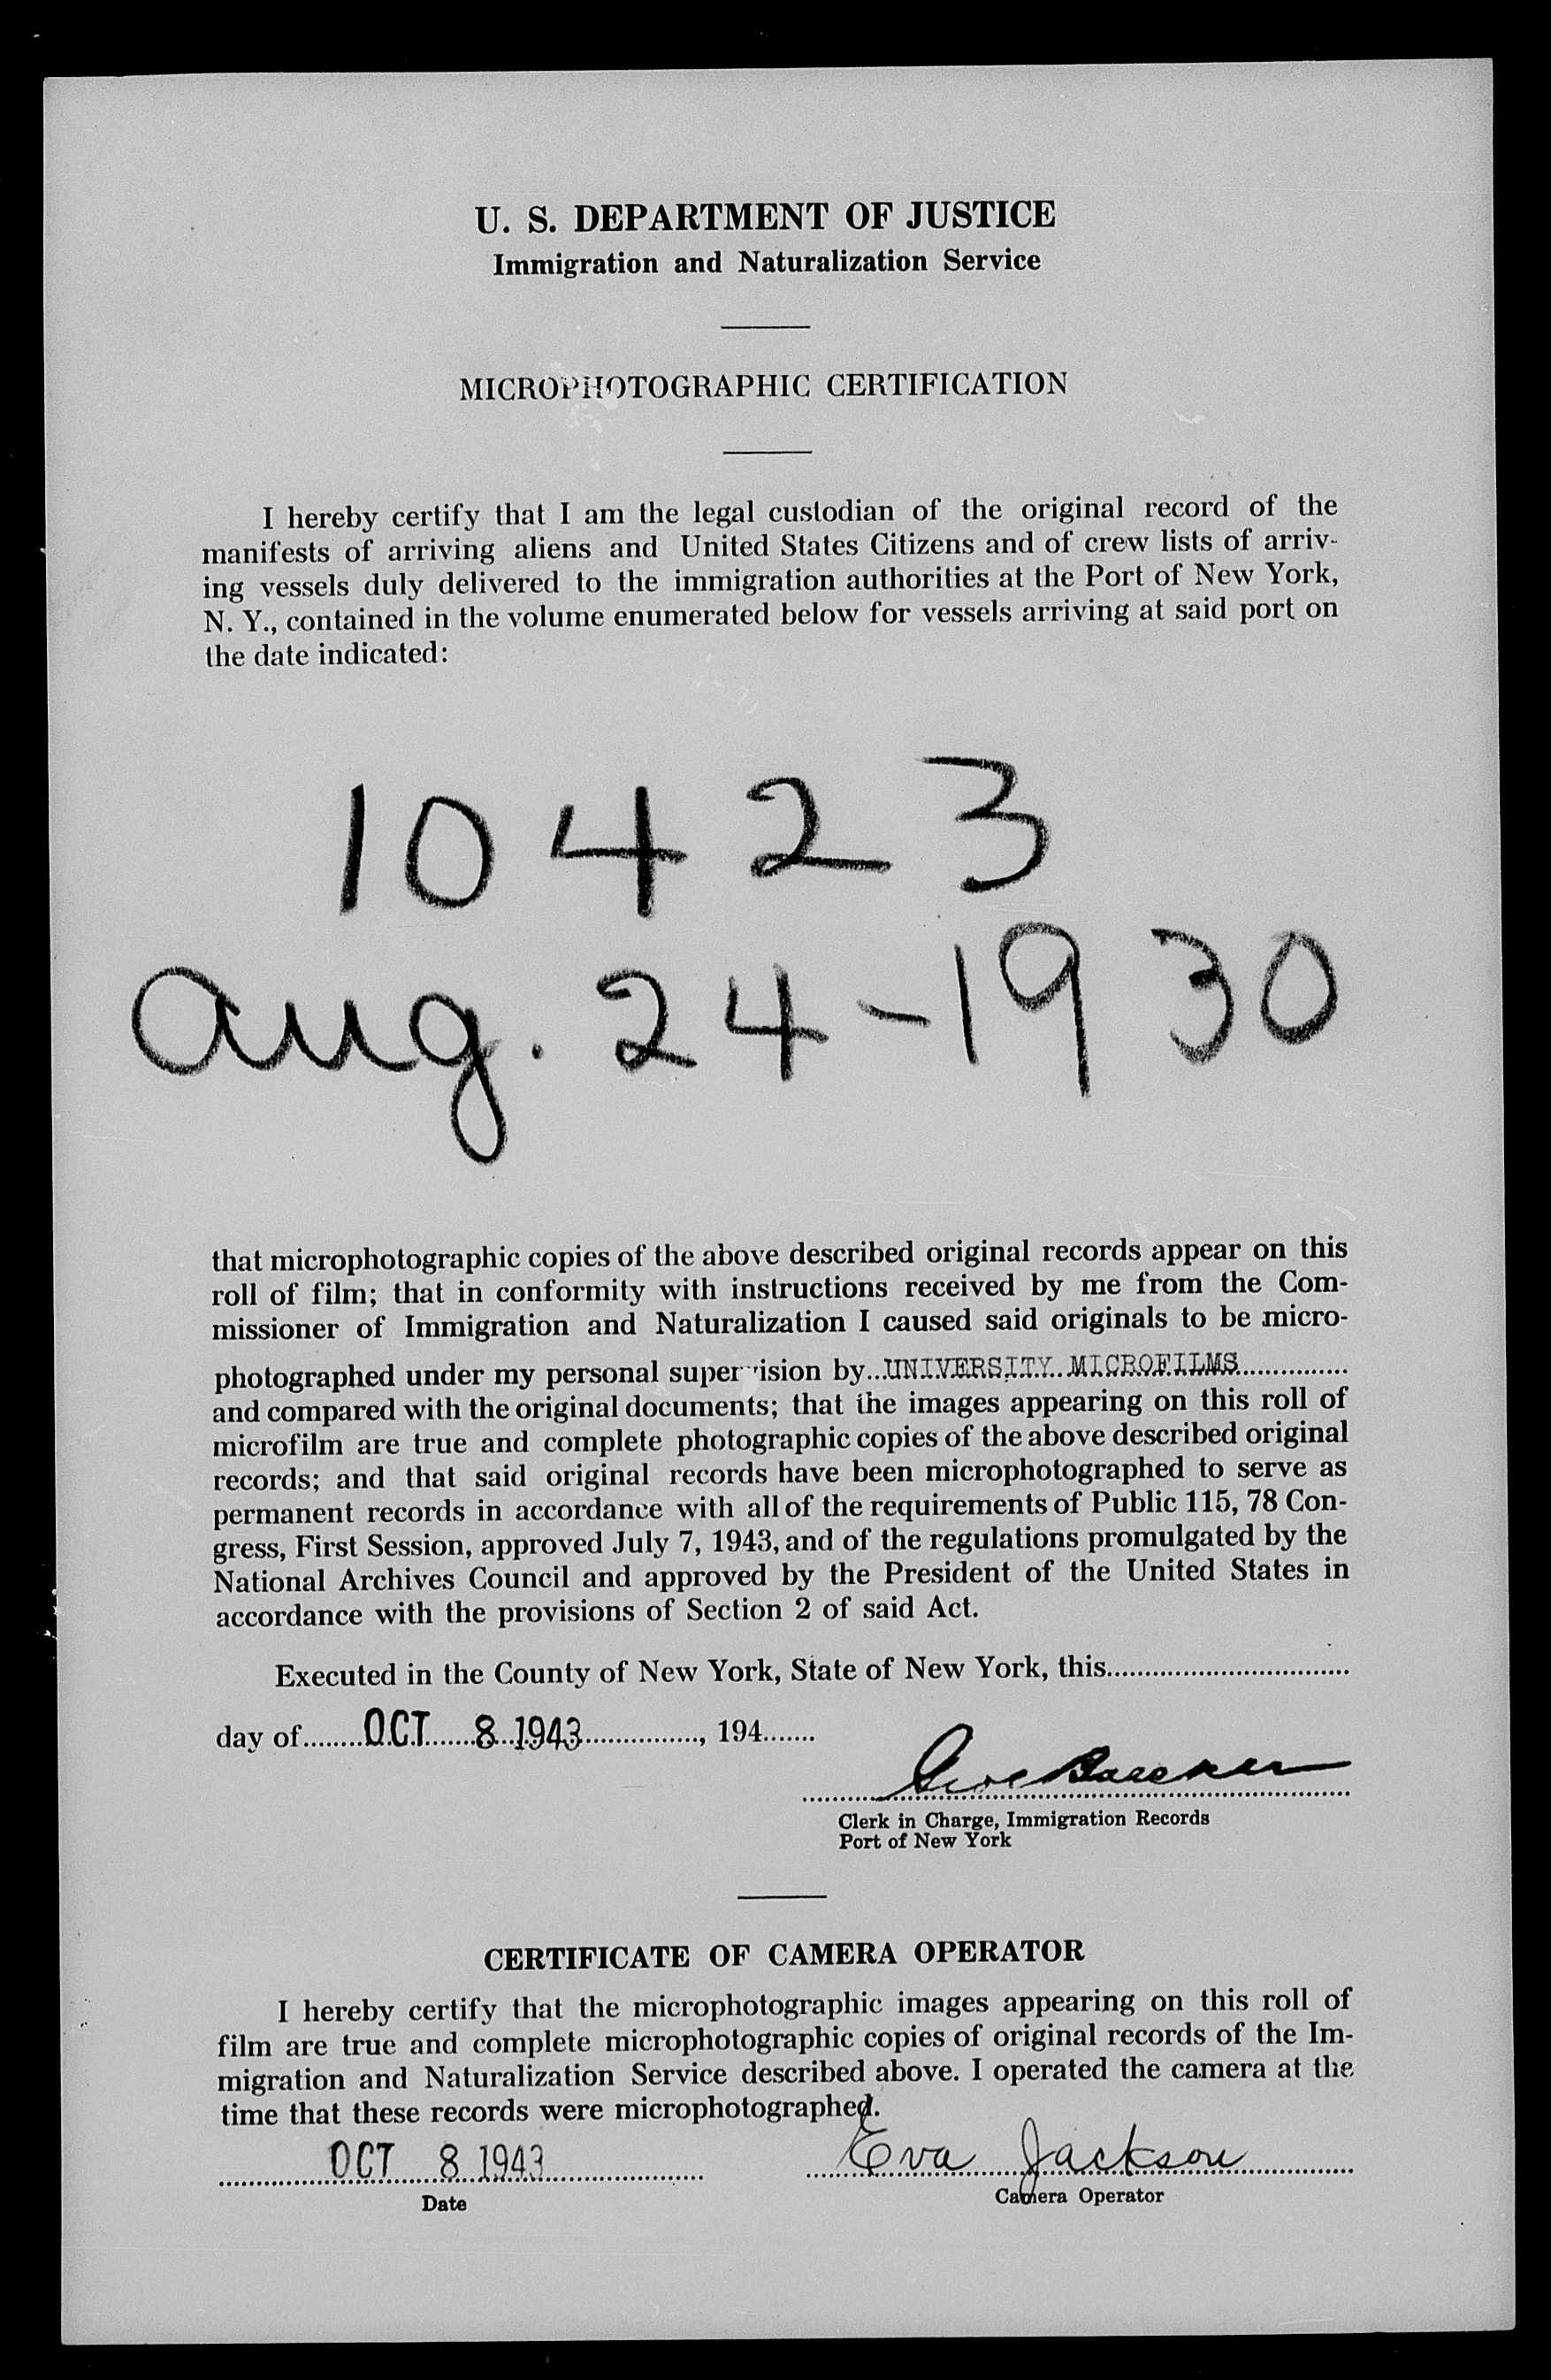 U. S. DEPARTMENT OF JUSTICE
Immigration and Naturalization Service
MICROPHOTOGRAPHIC CERTIFICATION
I hereby certify that I am the legal custodian of the original record of the
manifests of arriving aliens and United States Citizens and of crew lists of arriv-
ing vessels duly delivered to the immigration authorities at the Port of New York,
N. Y., contained in the volume enumerated below for vessels arriving at said port on
the date indicated:
10423
Aug. 24-1930
that microphotographic copies of the above described original records appear on this
roll of film; that in conformity with instructions received by me from the Com-
missioner of Immigration and Naturalization I caused said originals to be micro-
photographed under my personal supervision by...UNIVERSITY MICROFILMS...............
and compared with the original documents; that the images appearing on this roll of
microfilm are true and complete photographic copies of the above described original
records; and that said original records have been microphotographed to serve as
permanent records in accordance with all of the requirements of Public 115, 78 Con-
gress, First Session, approved July 7, 1943, and of the regulations promulgated by the
National Archives Council and approved by the President of the United States in
accordance with the provisions of Section 2 of said Act.
Executed in the County of New York, State of New York, this................................
day of........OCT 8 1943..............., 194.......
Clerk in Charge, Immigration Records
Port of New York
CERTIFICATE OF CAMERA OPERATOR
I hereby certify that the microphotographic images appearing on this roll of
film are true and complete microphotographic copies of original records of the Im-
migration and Naturalization Service described above. I operated the camera at the
time that these records were microphotographed.
OCT 8 1943 Eva Jackson
Date Camera Operator